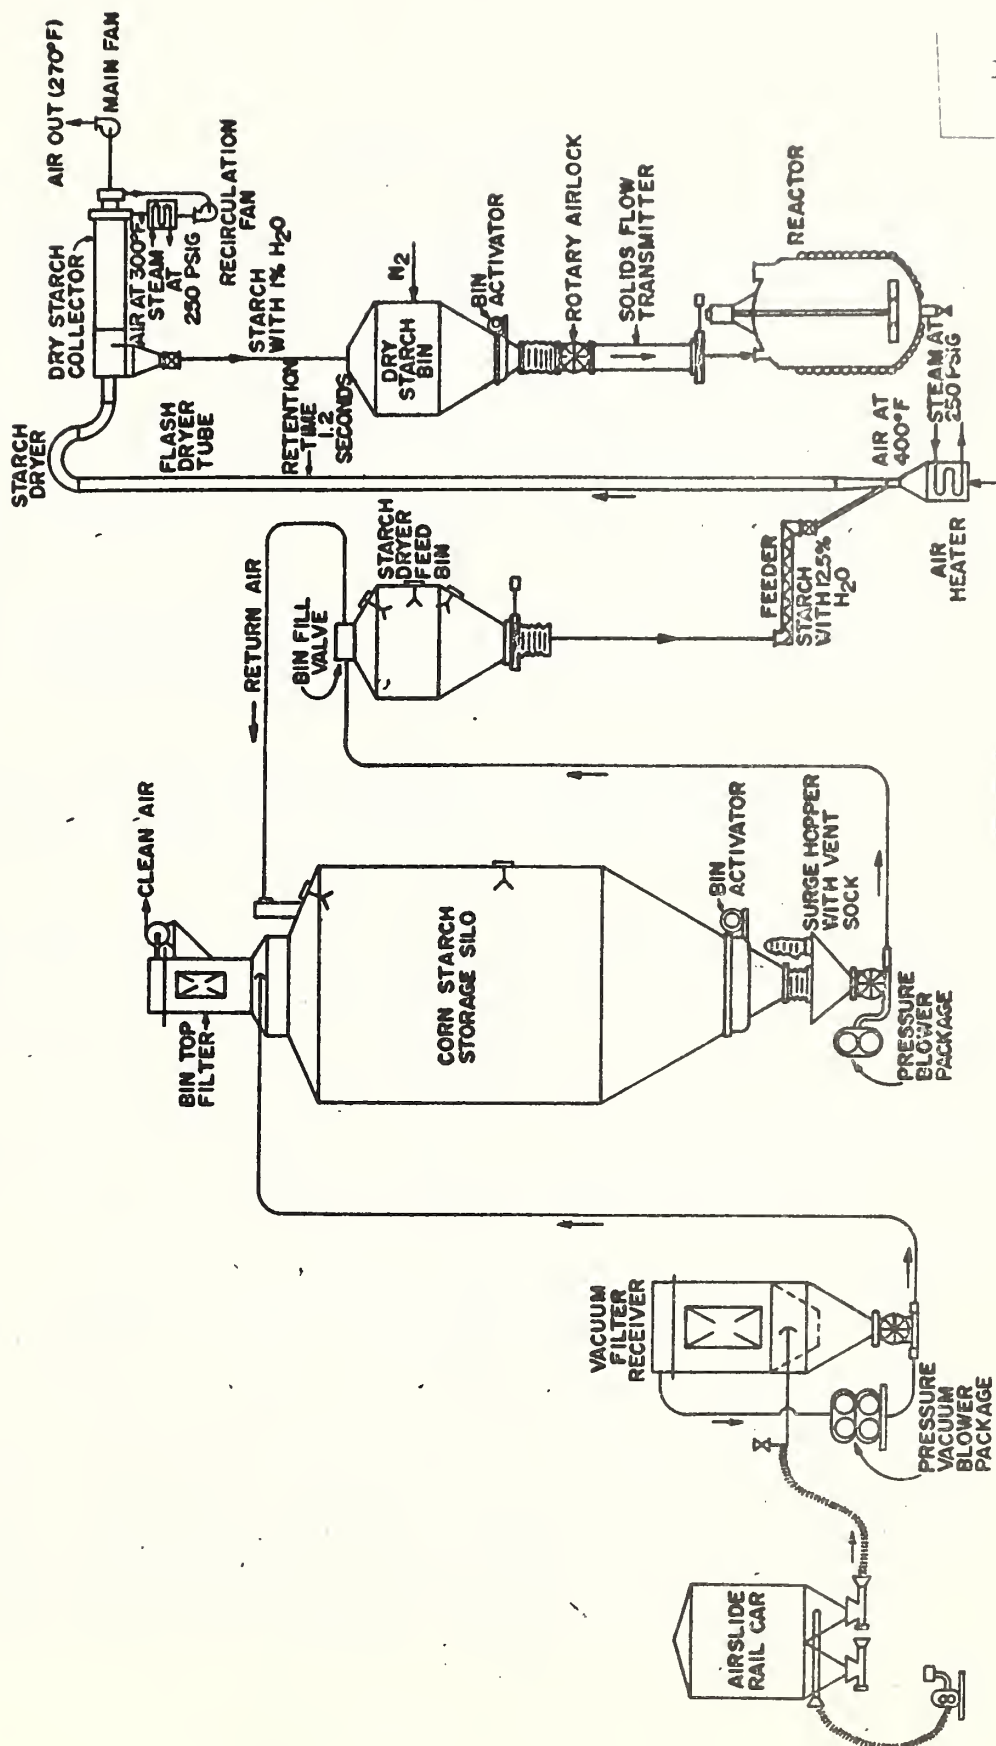 AIRSLIDE
RAIL CAR
VACUUM
FILTER
RECEIVER
PRESSURE
VACUUM
BLOWER
PACKAGE
BIN TOP
FILTER
CLEAN AIR
CORN STARCH
STORAGE SILO
BIN
ACTIVATOR
SURGE HOPPER
WITH VENT
SOCK
PRESSURE
BLOWER
PACKAGE
RETURN AIR
BIN FILL
VALVE
STARCH
DRYER
FEED
BIN
FEEDER
STARCH
WITH 12.5%
H2O
AIR
HEATER
AIR AT
400°F
STEAM AT
250 PSIG
STARCH
DRYER
FLASH
DRYER
TUBE
RETENTION
TIME
1.2
SECONDS
DRY STARCH
COLLECTOR
AIR AT 300°F
STEAM
AT
250 PSIG
RECIRCULATION
FAN
AIR OUT (270°F)
MAIN FAN
STARCH
WITH 1% H2O
N2
DRY
STARCH
BIN
BIN
ACTIVATOR
ROTARY AIRLOCK
SOLIDS FLOW
TRANSMITTER
REACTOR